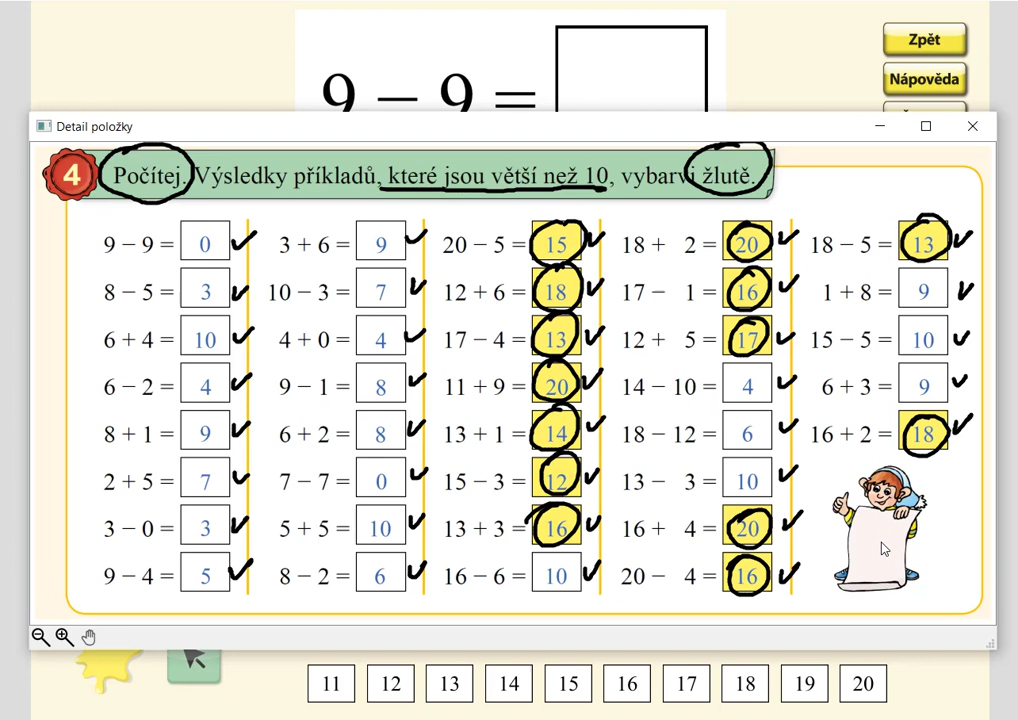 Zpět
9 – 9 =
Nápověda
Detail položky
4 Počítej. Výsledky příkladů, které jsou větší než 10, vybarvi žlutě.
9 − 9 = 0 3 + 6 = 9 20 − 5 = 15 18 + 2 = 20 18 − 5 = 13
8 − 5 = 3 10 − 3 = 7 12 + 6 = 18 17 − 1 = 16 1 + 8 = 9
6 + 4 = 10 4 + 0 = 4 17 − 4 = 13 12 + 5 = 17 15 − 5 = 10
6 − 2 = 4 9 − 1 = 8 11 + 9 = 20 14 − 10 = 4 6 + 3 = 9
8 + 1 = 9 6 + 2 = 8 13 + 1 = 14 18 − 12 = 6 16 + 2 = 18
2 + 5 = 7 7 − 7 = 0 15 − 3 = 12 13 − 3 = 10
3 − 0 = 3 5 + 5 = 10 13 + 3 = 16 16 + 4 = 20
9 − 4 = 5 8 − 2 = 6 16 − 6 = 10 20 − 4 = 16
11 12 13 14 15 16 17 18 19 20